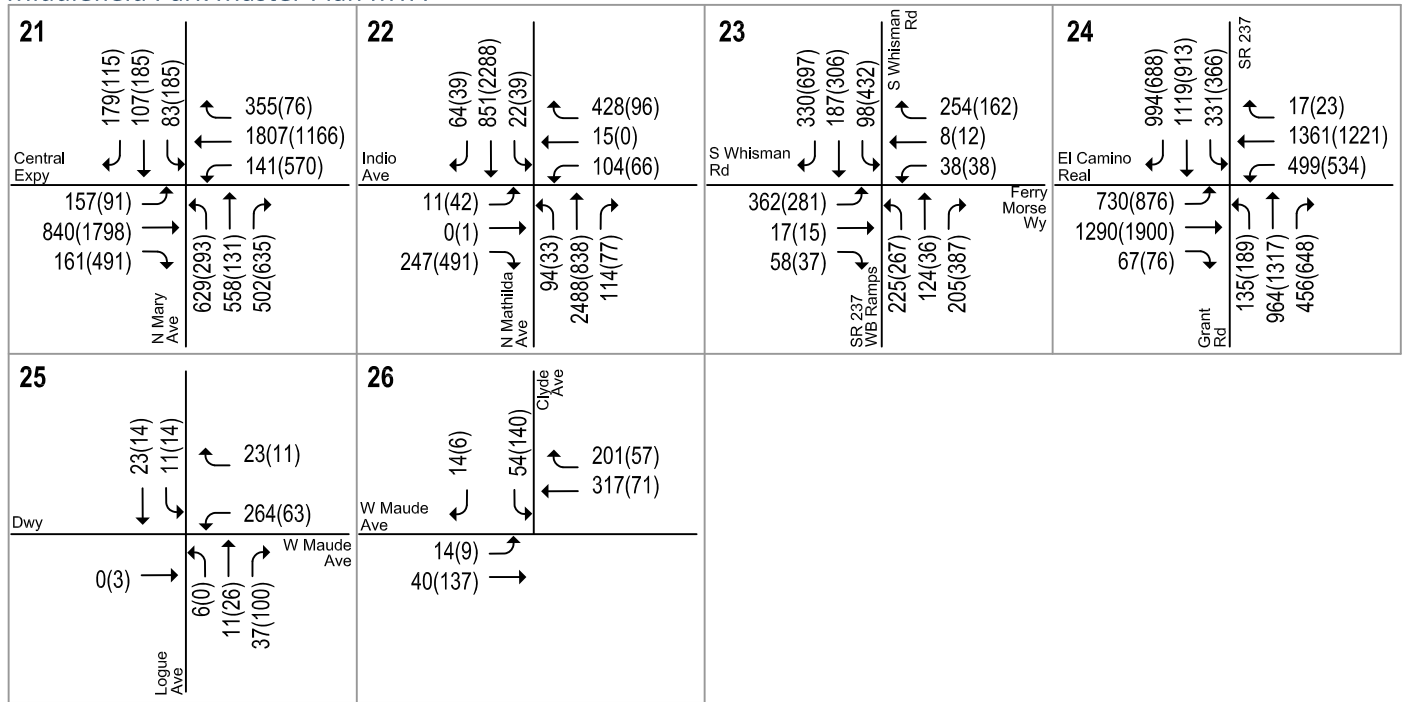 21
179(115)
107(185)
83(185)
355(76)
1807(1166)
141(570)
Central
Expy
157(91)
840(1798)
161(491)
629(293)
558(131)
502(635)
N Mary
Ave
22
64(39)
851(2288)
22(39)
428(96)
15(0)
104(66)
Indio
Ave
11(42)
0(1)
247(491)
94(33)
2488(838)
114(77)
N Mathilda
Ave
23
330(697)
187(306)
98(432)
S Whisman
Rd
254(162)
8(12)
38(38)
S Whisman
Rd
Ferry
Morse
Wy
362(281)
17(15)
58(37)
225(267)
124(36)
205(387)
SR 237
WB Ramps
24
994(688)
1119(913)
331(366)
SR 237
17(23)
1361(1221)
499(534)
El Camino
Real
730(876)
1290(1900)
67(76)
135(189)
964(1317)
456(648)
Grant
Rd
25
23(14)
11(14)
23(11)
264(63)
Dwy
W Maude
Ave
0(3)
6(0)
11(26)
37(100)
Logue
Ave
26
14(6)
54(140)
Clyde
Ave
201(57)
317(71)
W Maude
Ave
14(9)
40(137)